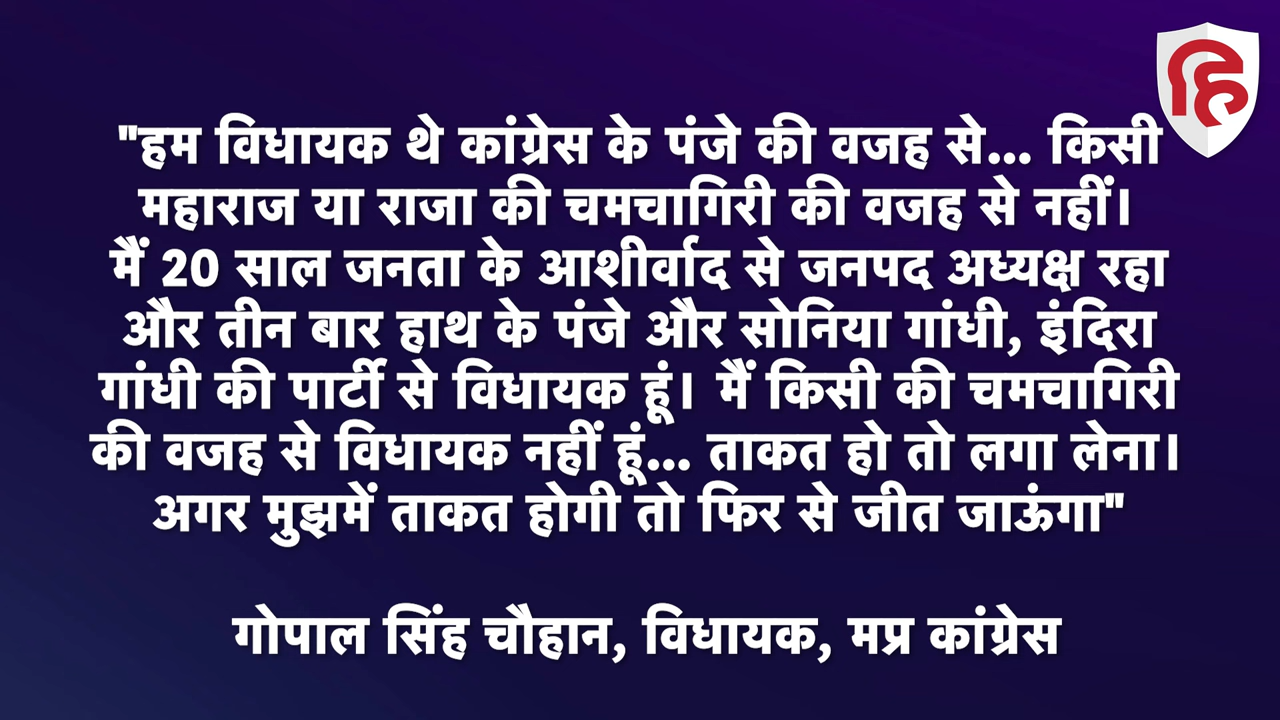 "हम विधायक थे कांग्रेस के पंजे की वजह से... किसी
महाराज या राजा की चमचागिरी की वजह से नहीं।
मैं 20 साल जनता के आशीर्वाद से जनपद अध्यक्ष रहा
और तीन बार हाथ के पंजे और सोनिया गांधी, इंदिरा
गांधी की पार्टी से विधायक हूं। मैं किसी की चमचागिरी
की वजह से विधायक नहीं हूं... ताकत हो तो लगा लेना।
अगर मुझमें ताकत होगी तो फिर से जीत जाऊंगा"
गोपाल सिंह चौहान, विधायक, मप्र कांग्रेस